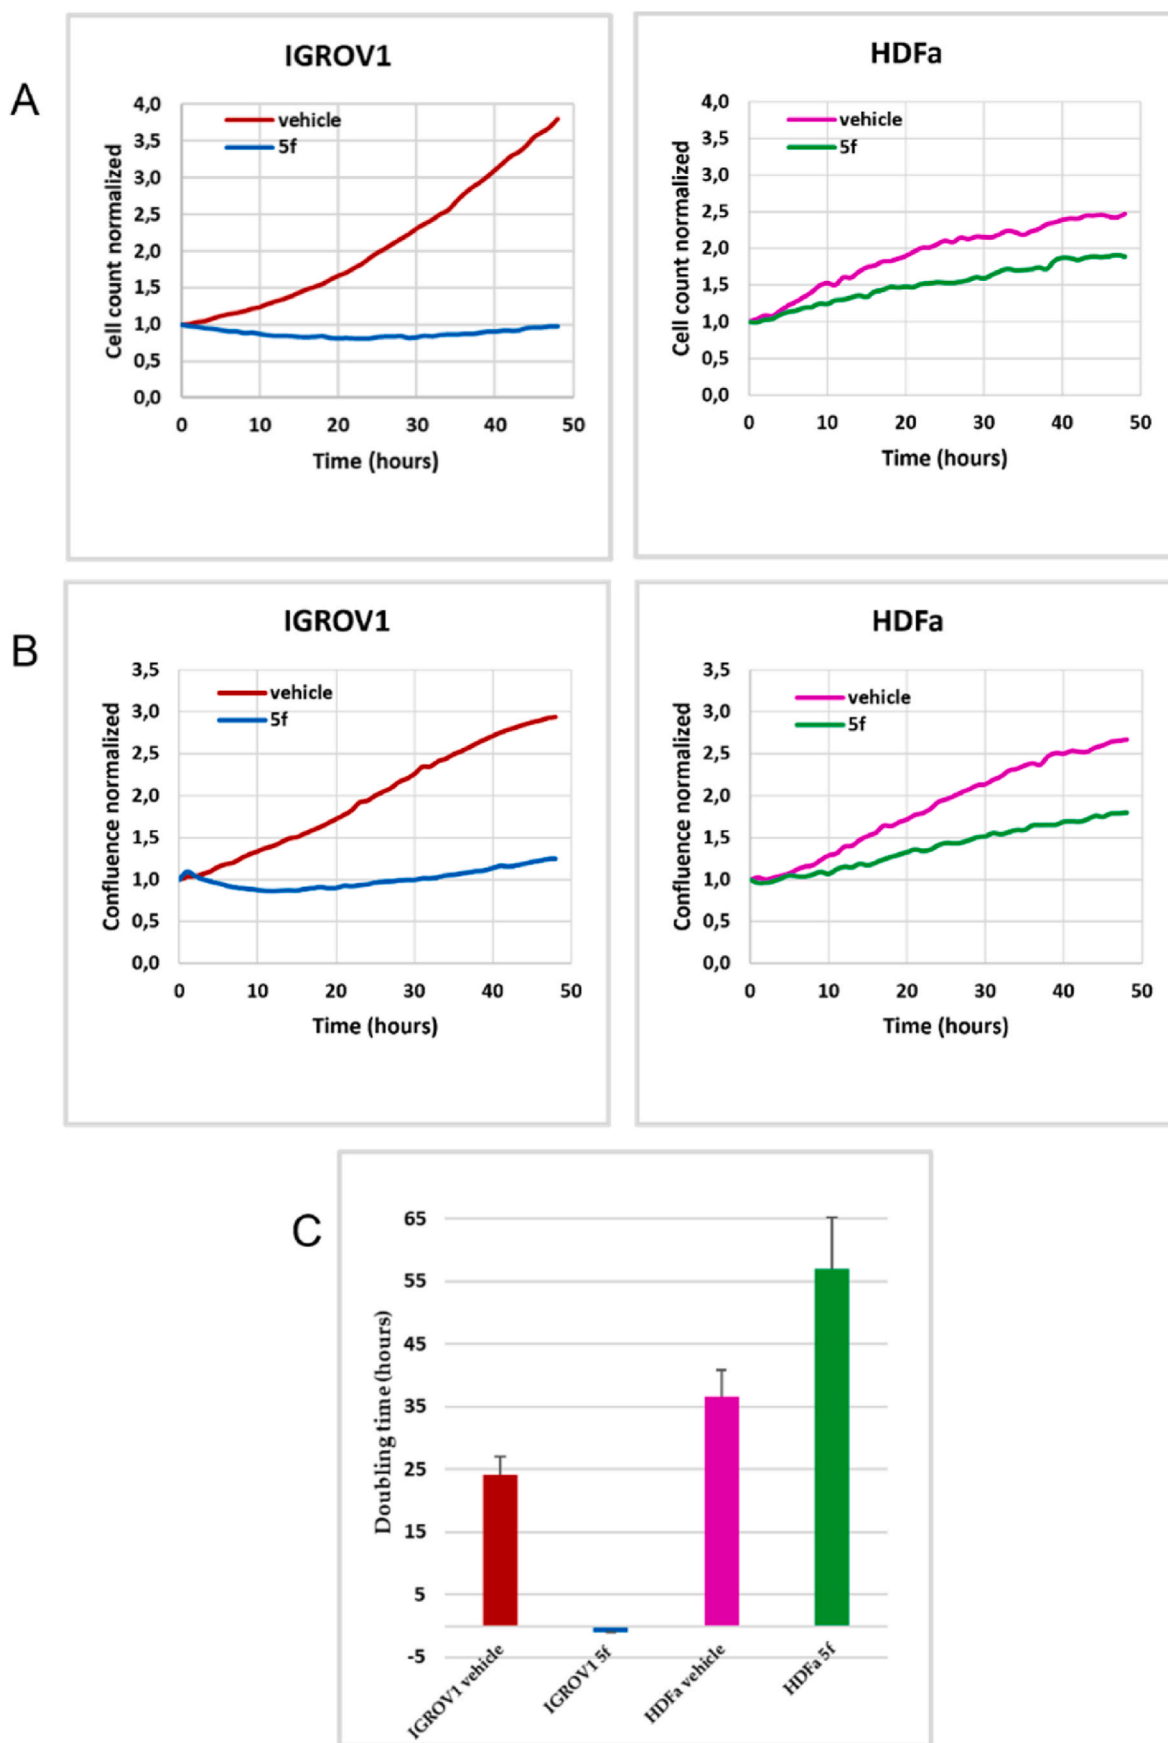 A
IGROV1
Cell count normalized
4,0
3,5
3,0
2,5
2,0
1,5
1,0
0,5
0,0
vehicle
5f
0 10 20 30 40 50
Time (hours)
HDFa
Cell count normalized
4,0
3,5
3,0
2,5
2,0
1,5
1,0
0,5
0,0
vehicle
5f
0 10 20 30 40 50
Time (hours)
B
IGROV1
Confluence normalized
3,5
3,0
2,5
2,0
1,5
1,0
0,5
0,0
vehicle
5f
0 10 20 30 40 50
Time (hours)
HDFa
Confluence normalized
3,5
3,0
2,5
2,0
1,5
1,0
0,5
0,0
vehicle
5f
0 10 20 30 40 50
Time (hours)
C
Doubling time (hours)
65
55
45
35
25
15
5
-5
IGROV1 vehicle
IGROV1 5f
HDFa vehicle
HDFa 5f